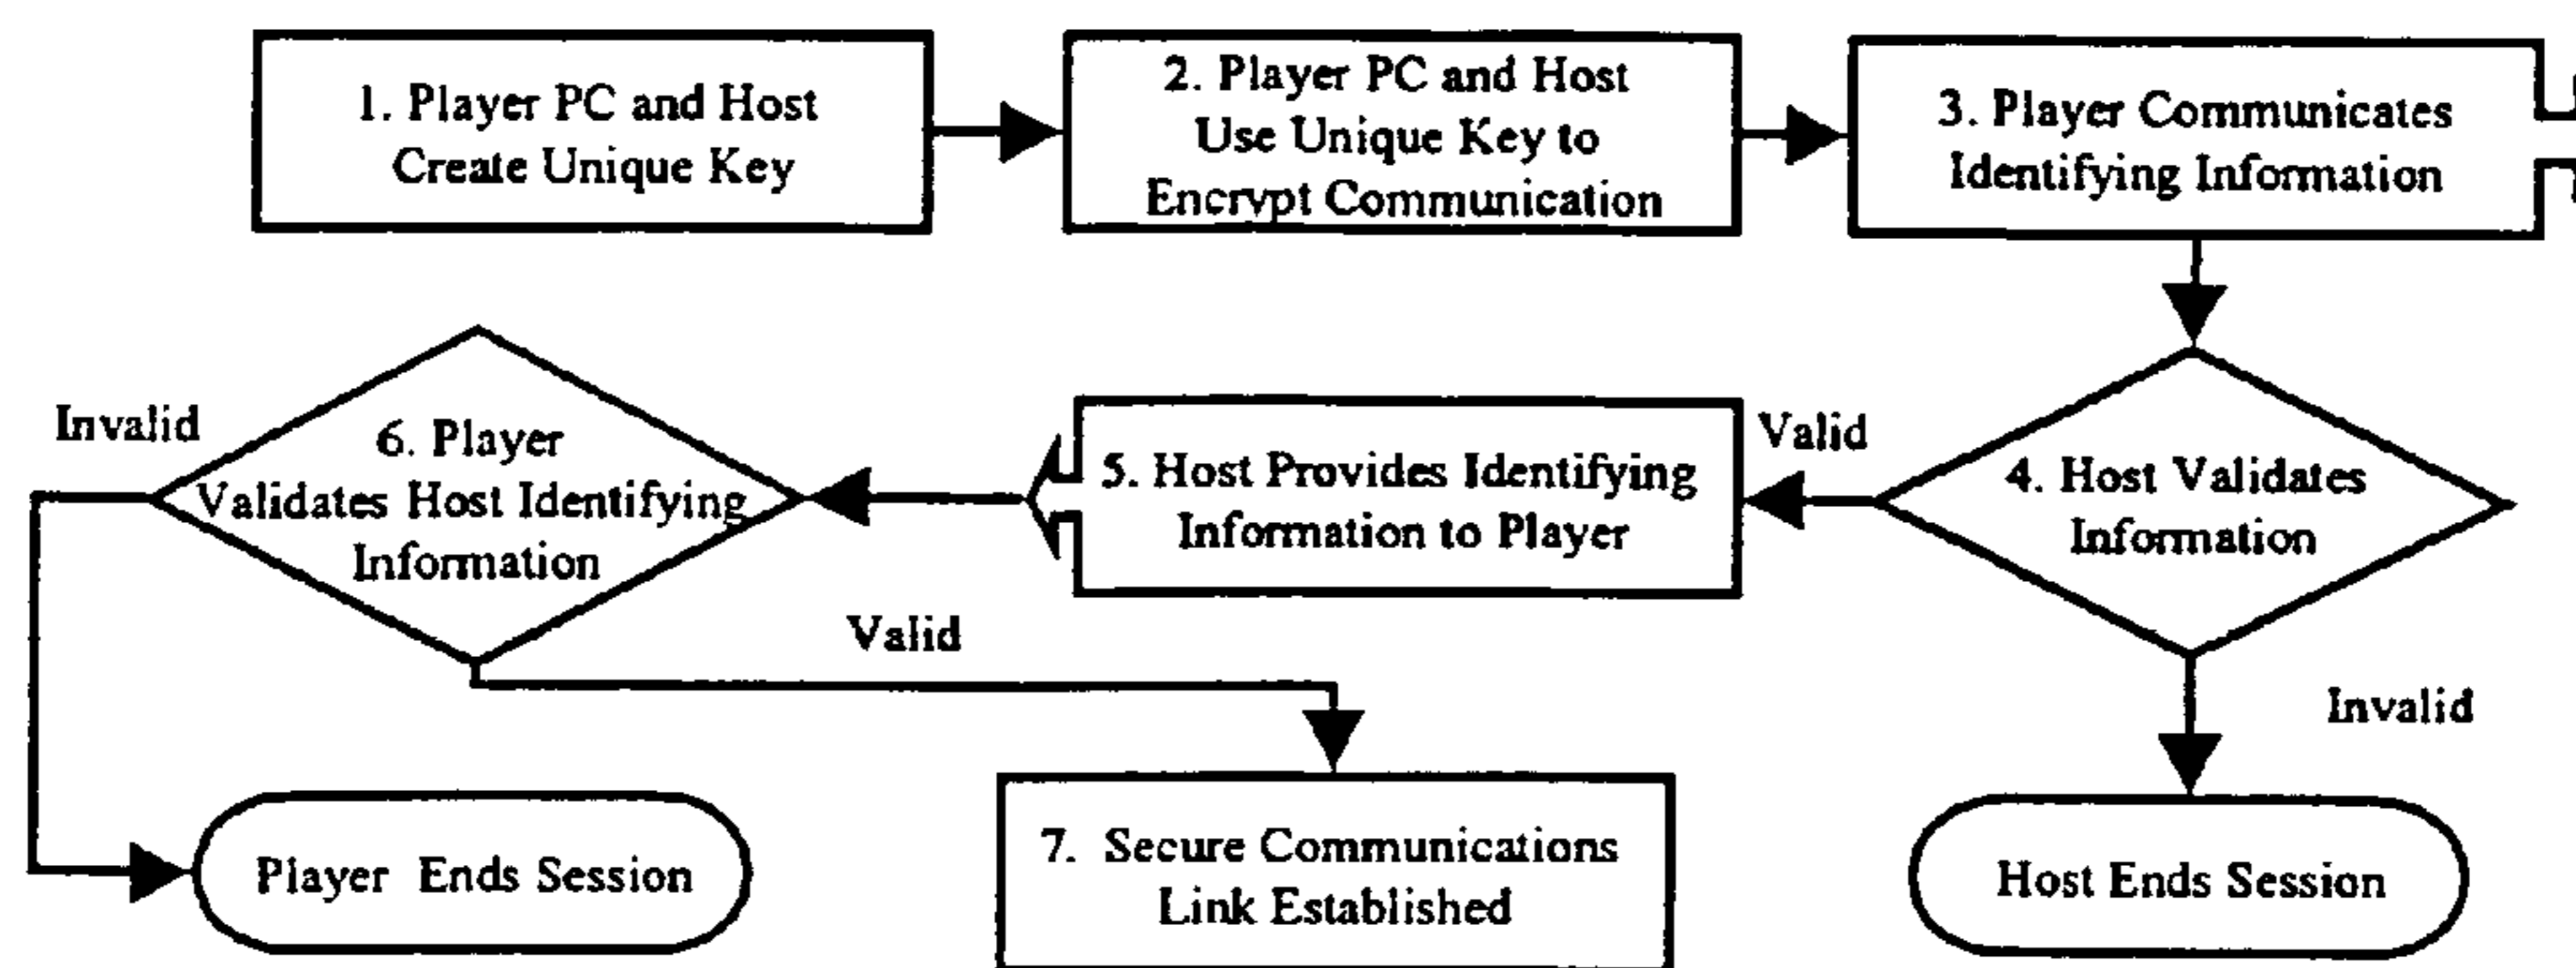 1. Player PC and Host
Create Unique Key
2. Player PC and Host
Use Unique Key to
Encrypt Communication
3. Player Communicates
Identifying Information
4. Host Validates
Information
Valid
Invalid
5. Host Provides Identifying
Information to Player
6. Player
Validates Host Identifying
Information
Invalid
Valid
7. Secure Communications
Link Established
Player Ends Session
Host Ends Session